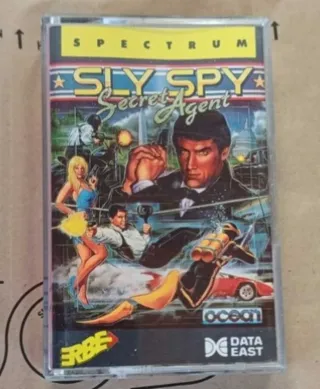 SPECTRUM
SLY SPY
Secret Agent
ERBE
ocean
DATA
EAST